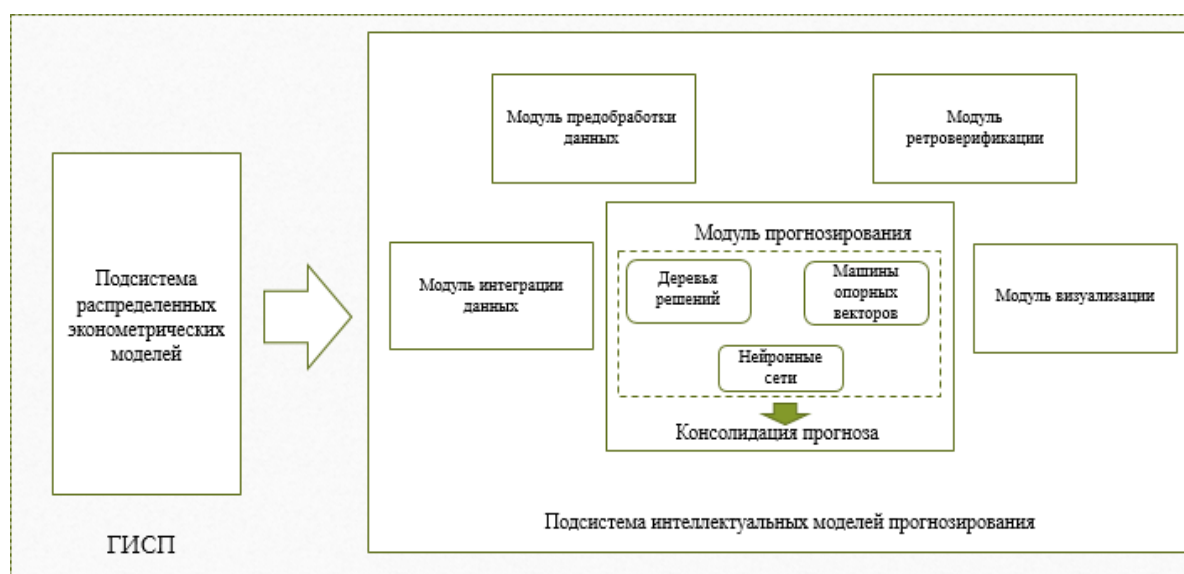 Модуль предобработки
данных
Модуль
ретроверификации
Подсистема
распределенных
эконометрических
моделей
Модуль интеграции
данных
Модуль прогнозирования
Деревья
решений
Машины
опорных
векторов
Нейронные
сети
Консолидация прогноза
Модуль визуализации
Подсистема интеллектуальных моделей прогнозирования
ГИСП